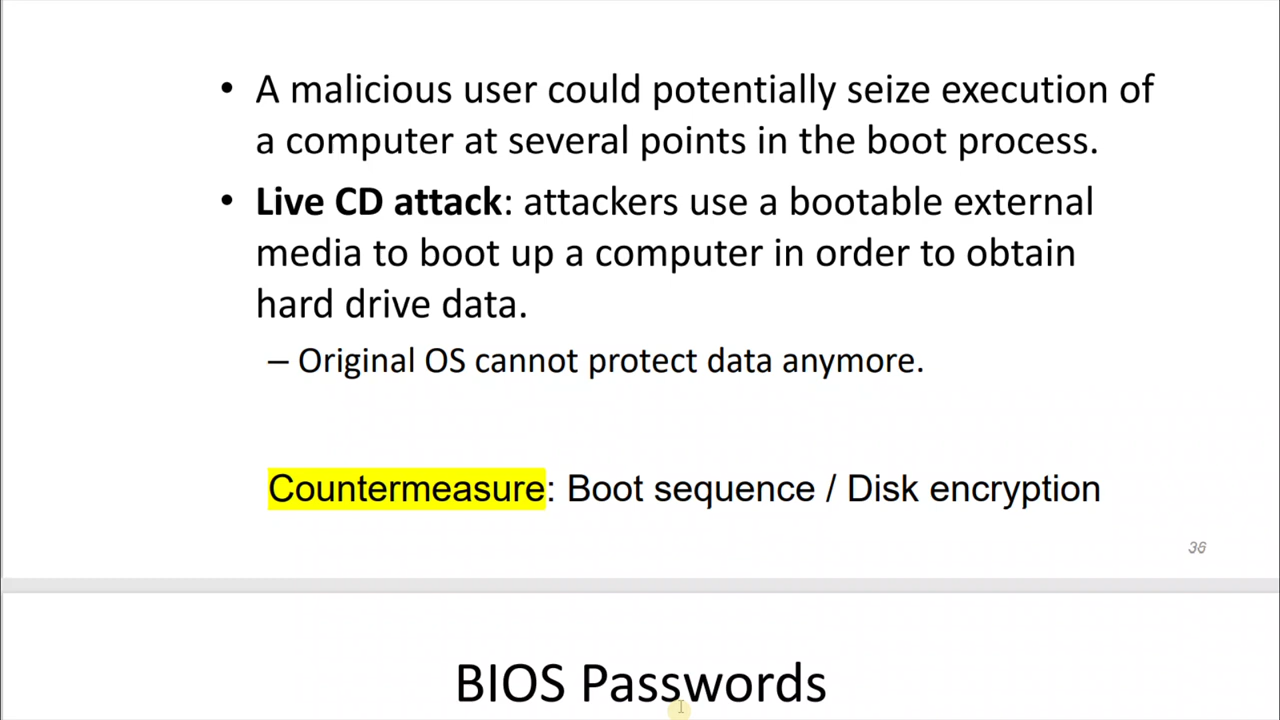 • A malicious user could potentially seize execution of
a computer at several points in the boot process.
• Live CD attack: attackers use a bootable external
media to boot up a computer in order to obtain
hard drive data.
– Original OS cannot protect data anymore.
Countermeasure: Boot sequence / Disk encryption
36
BIOS Passwords